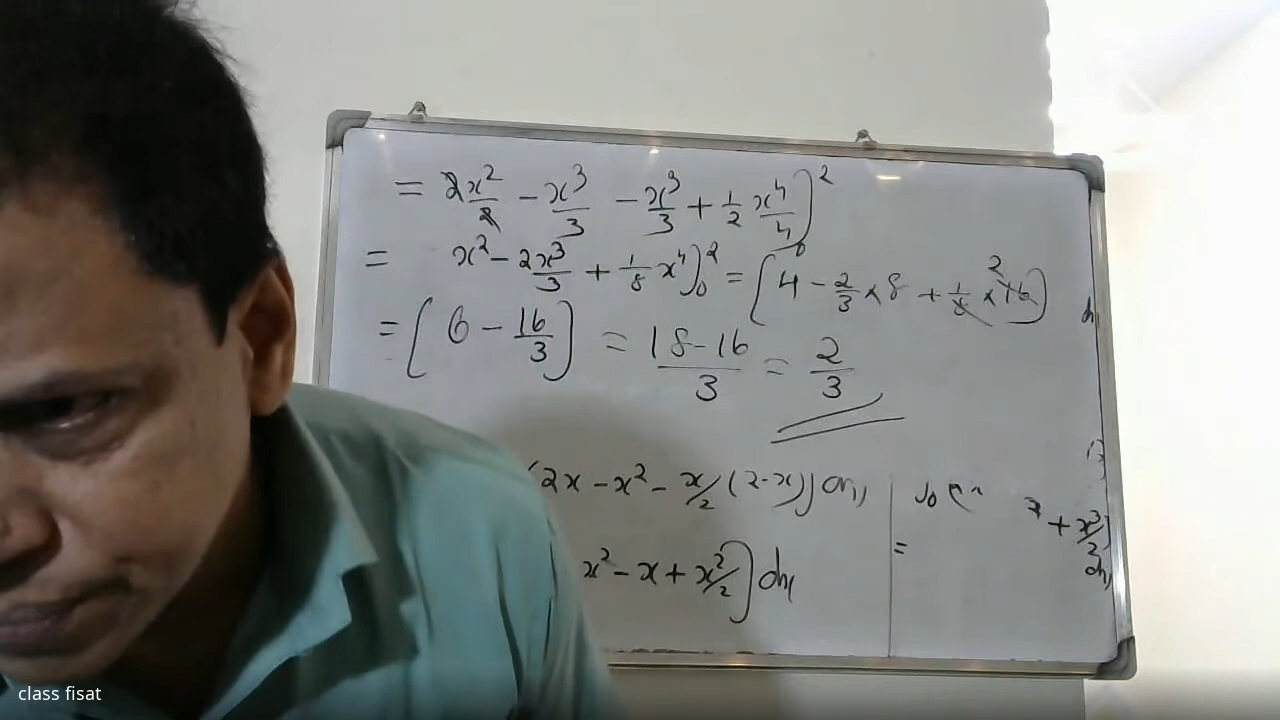 = 2x²/2 - x³/3 - x³/3 + 1/2 x⁴/4)₀²
= x² - 2x³/3 + 1/8 x⁴)₀² = [4 - 2/3 × 8 + 1/8 × 16)
= [6 - 16/3) = 18-16/3 = 2/3
(2x - x² - x/2 (2-x)) dx
=
+ x³/2 dx
x² - x + x²/2) dx
class fisat